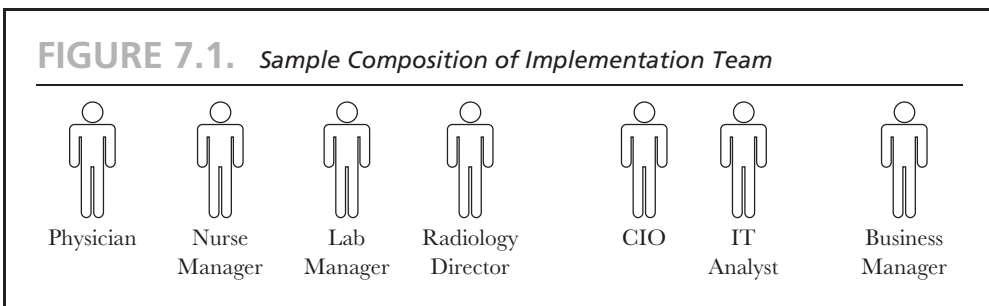 FIGURE 7.1. Sample Composition of Implementation Team
Physician
Nurse
Manager
Lab
Manager
Radiology
Director
CIO
IT
Analyst
Business
Manager